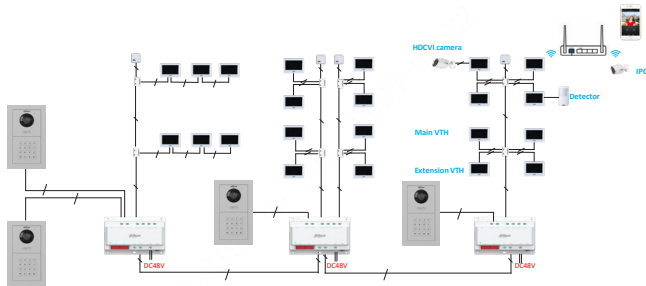 HDCVI camera
IPC
Detector
Main VTH
Extension VTH
DC48V
DC48V
DC48V